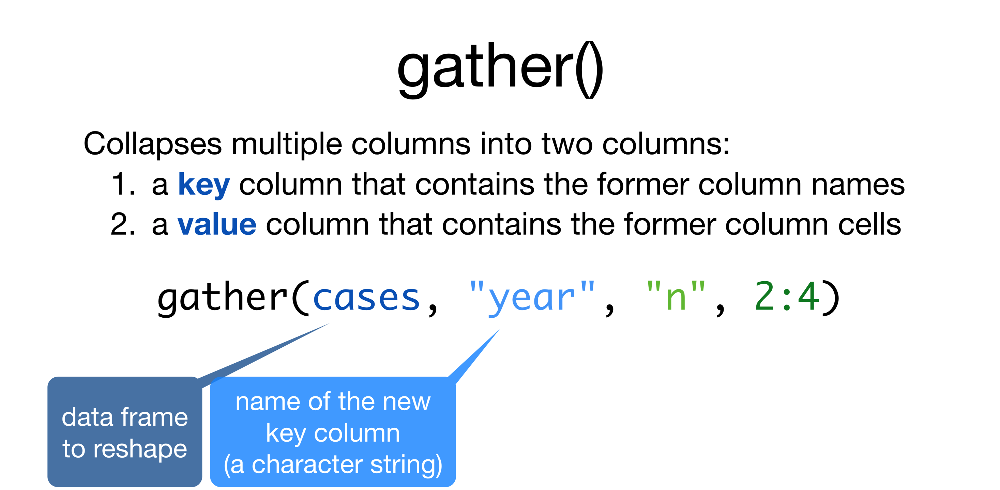 gather()
Collapses multiple columns into two columns:
1. a key column that contains the former column names
2. a value column that contains the former column cells
gather(cases, "year", "n", 2:4)
data frame
to reshape
name of the new
key column
(a character string)